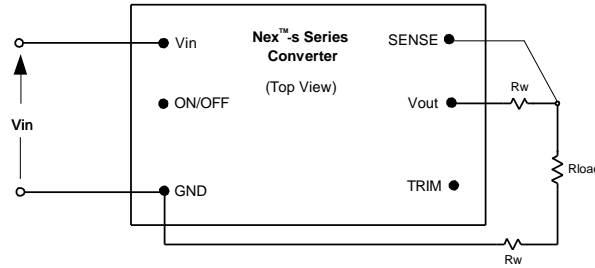 Nex™-s Series
Converter
(Top View)
Vin
ON/OFF
GND
SENSE
Vout
TRIM
Vin
Rw
Rload
Rw